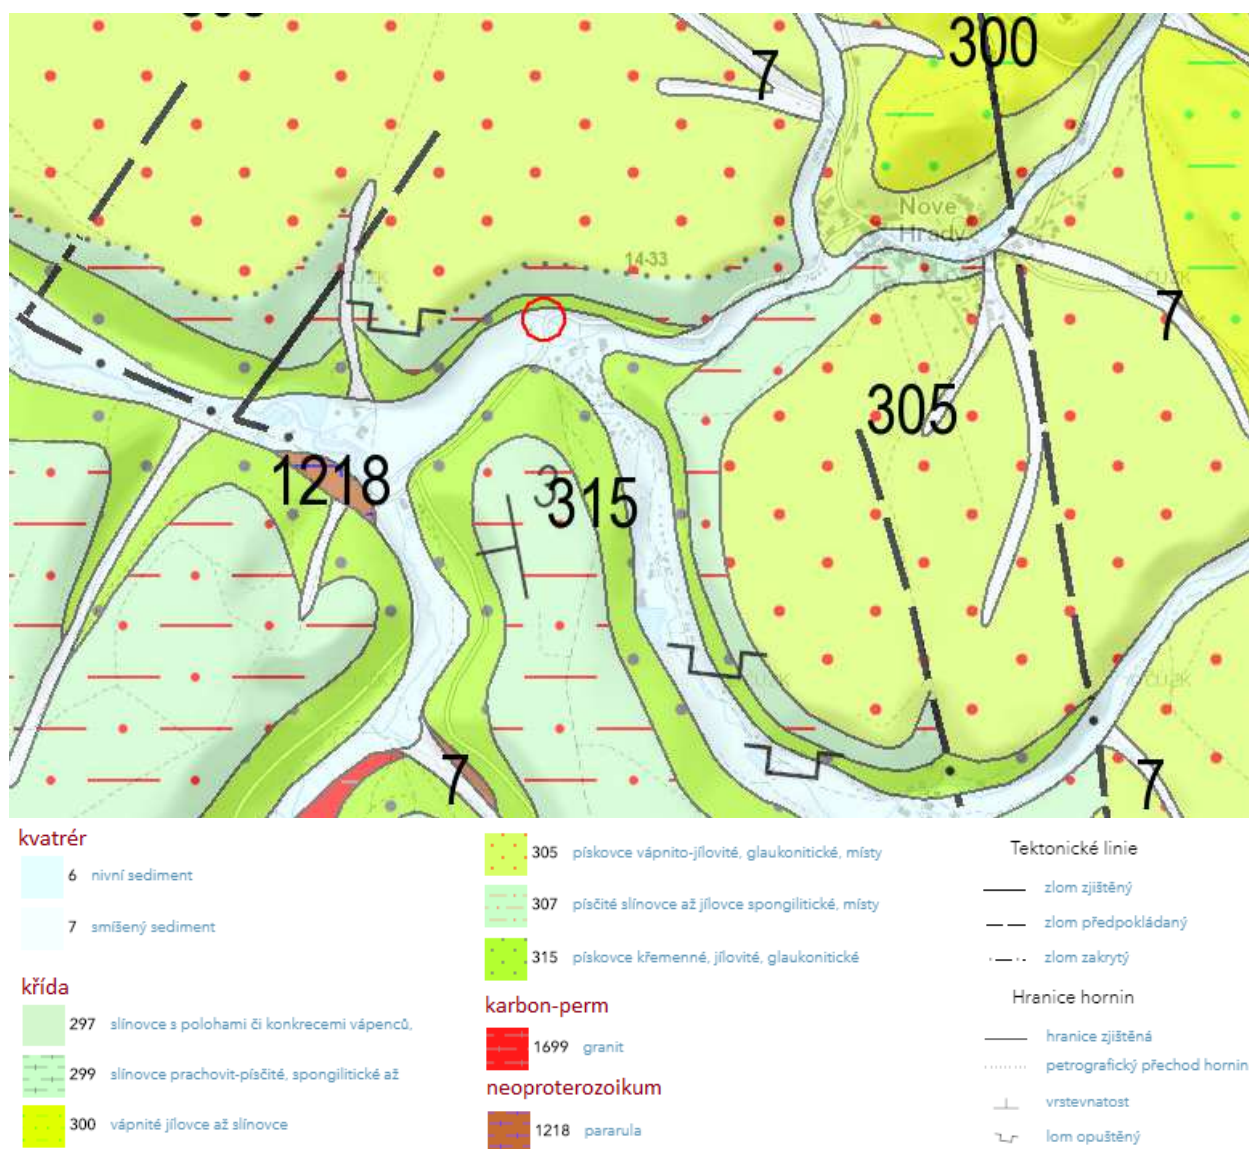 300
7
Nové
Hrady
14-33
7
305
1218
3
315
7
7
kvatrér
6 nivní sediment
7 smíšený sediment
křída
297 slínovce s polohami či konkrecemi vápenců,
299 slínovce prachovit-písčité, spongilitické až
300 vápnité jílovce až slínovce
305 pískovce vápnito-jílovité, glaukonitické, místy
307 písčité slínovce až jílovce spongilitické, místy
315 pískovce křemenné, jílovité, glaukonitické
karbon-perm
1699 granit
neoproterozoikum
1218 pararula
Tektonické linie
zlom zjištěný
zlom předpokládaný
zlom zakrytý
Hranice hornin
hranice zjištěná
petrografický přechod hornin
vrstevnatost
lom opuštěný